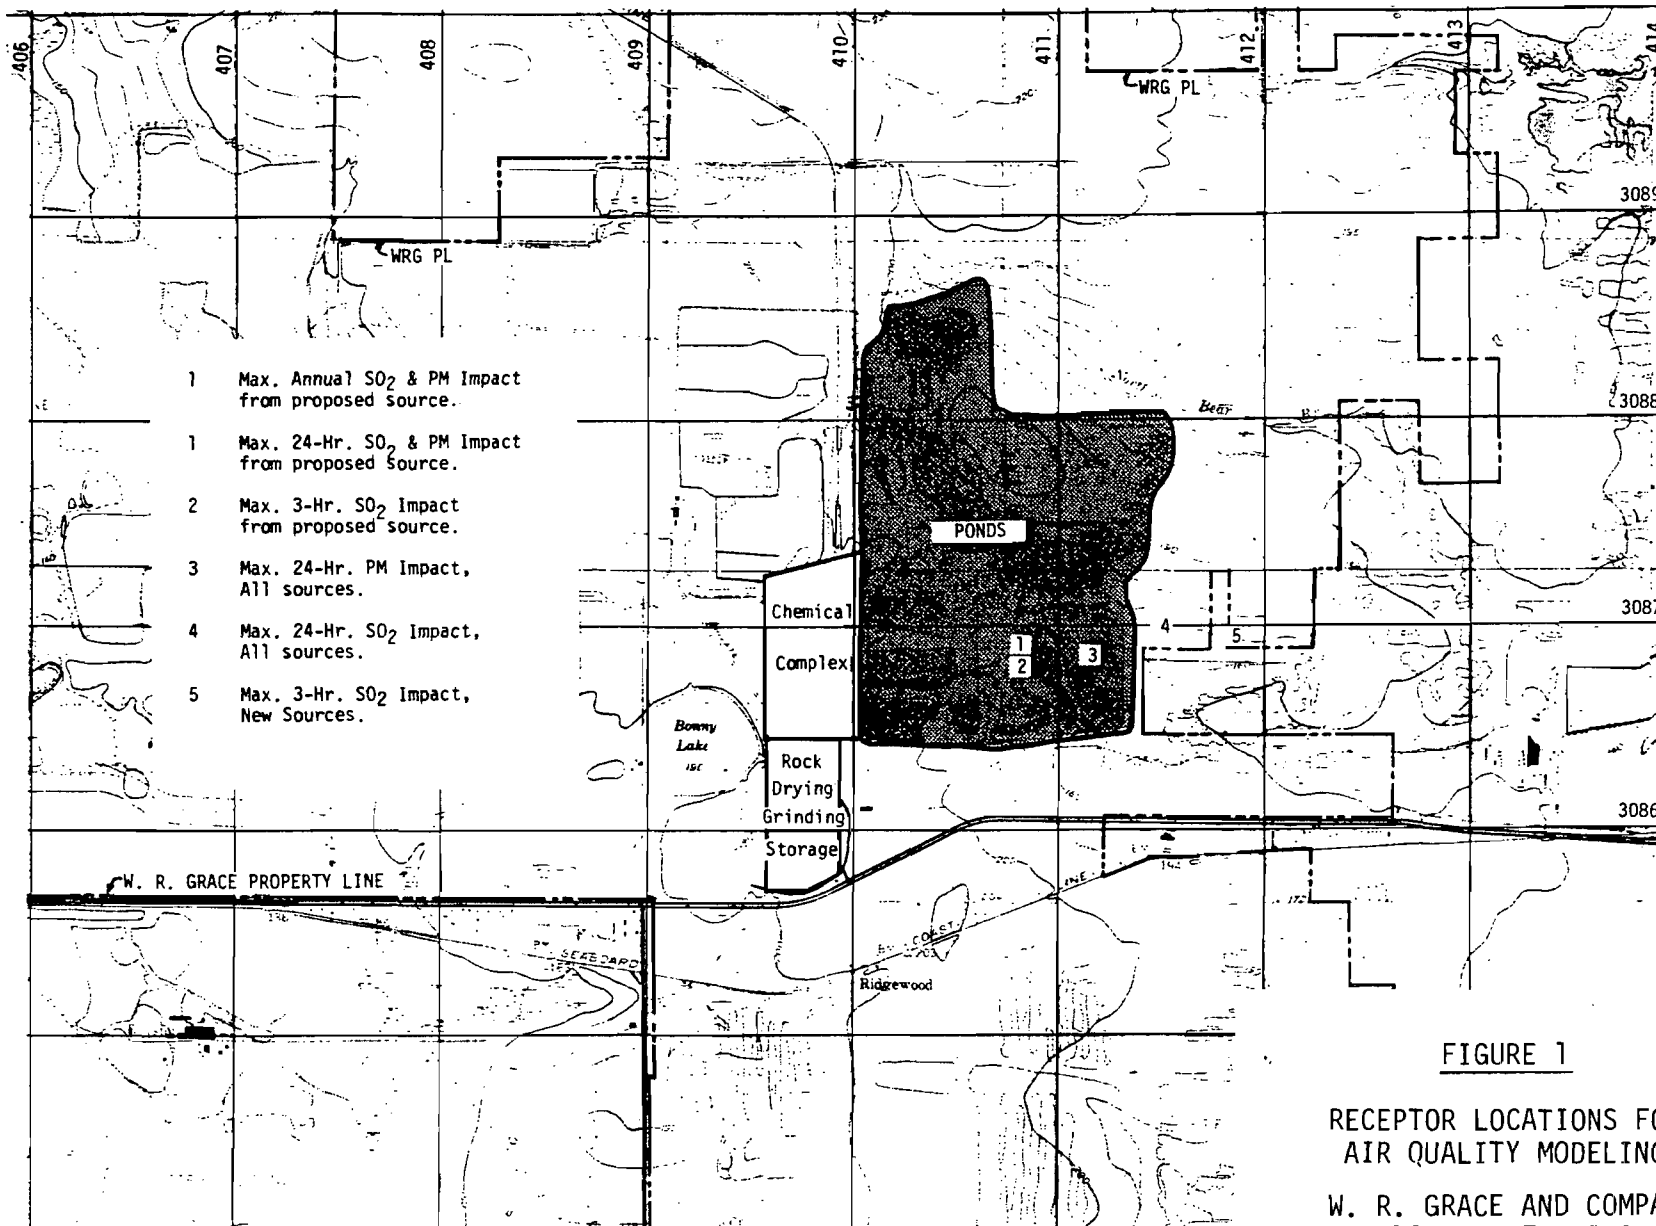 406
407
408
409
410
411
412
413
414
WRG PL
3089
WRG PL
1 Max. Annual SO2 & PM Impact
from proposed source.
Bear
3088
1 Max. 24-Hr. SO2 & PM Impact
from proposed source.
2 Max. 3-Hr. SO2 Impact
from proposed source.
PONDS
3 Max. 24-Hr. PM Impact,
All sources.
Chemical
3087
4 Max. 24-Hr. SO2 Impact,
All sources.
1
2
3
4
5
Complex
5 Max. 3-Hr. SO2 Impact,
New Sources.
Bonny
Lake
Rock
Drying
Grinding
Storage
3086
W. R. GRACE PROPERTY LINE
SEABOARD
COAST
LINE
Ridgewood
FIGURE 1
RECEPTOR LOCATIONS FO
AIR QUALITY MODELING
W. R. GRACE AND COMPA